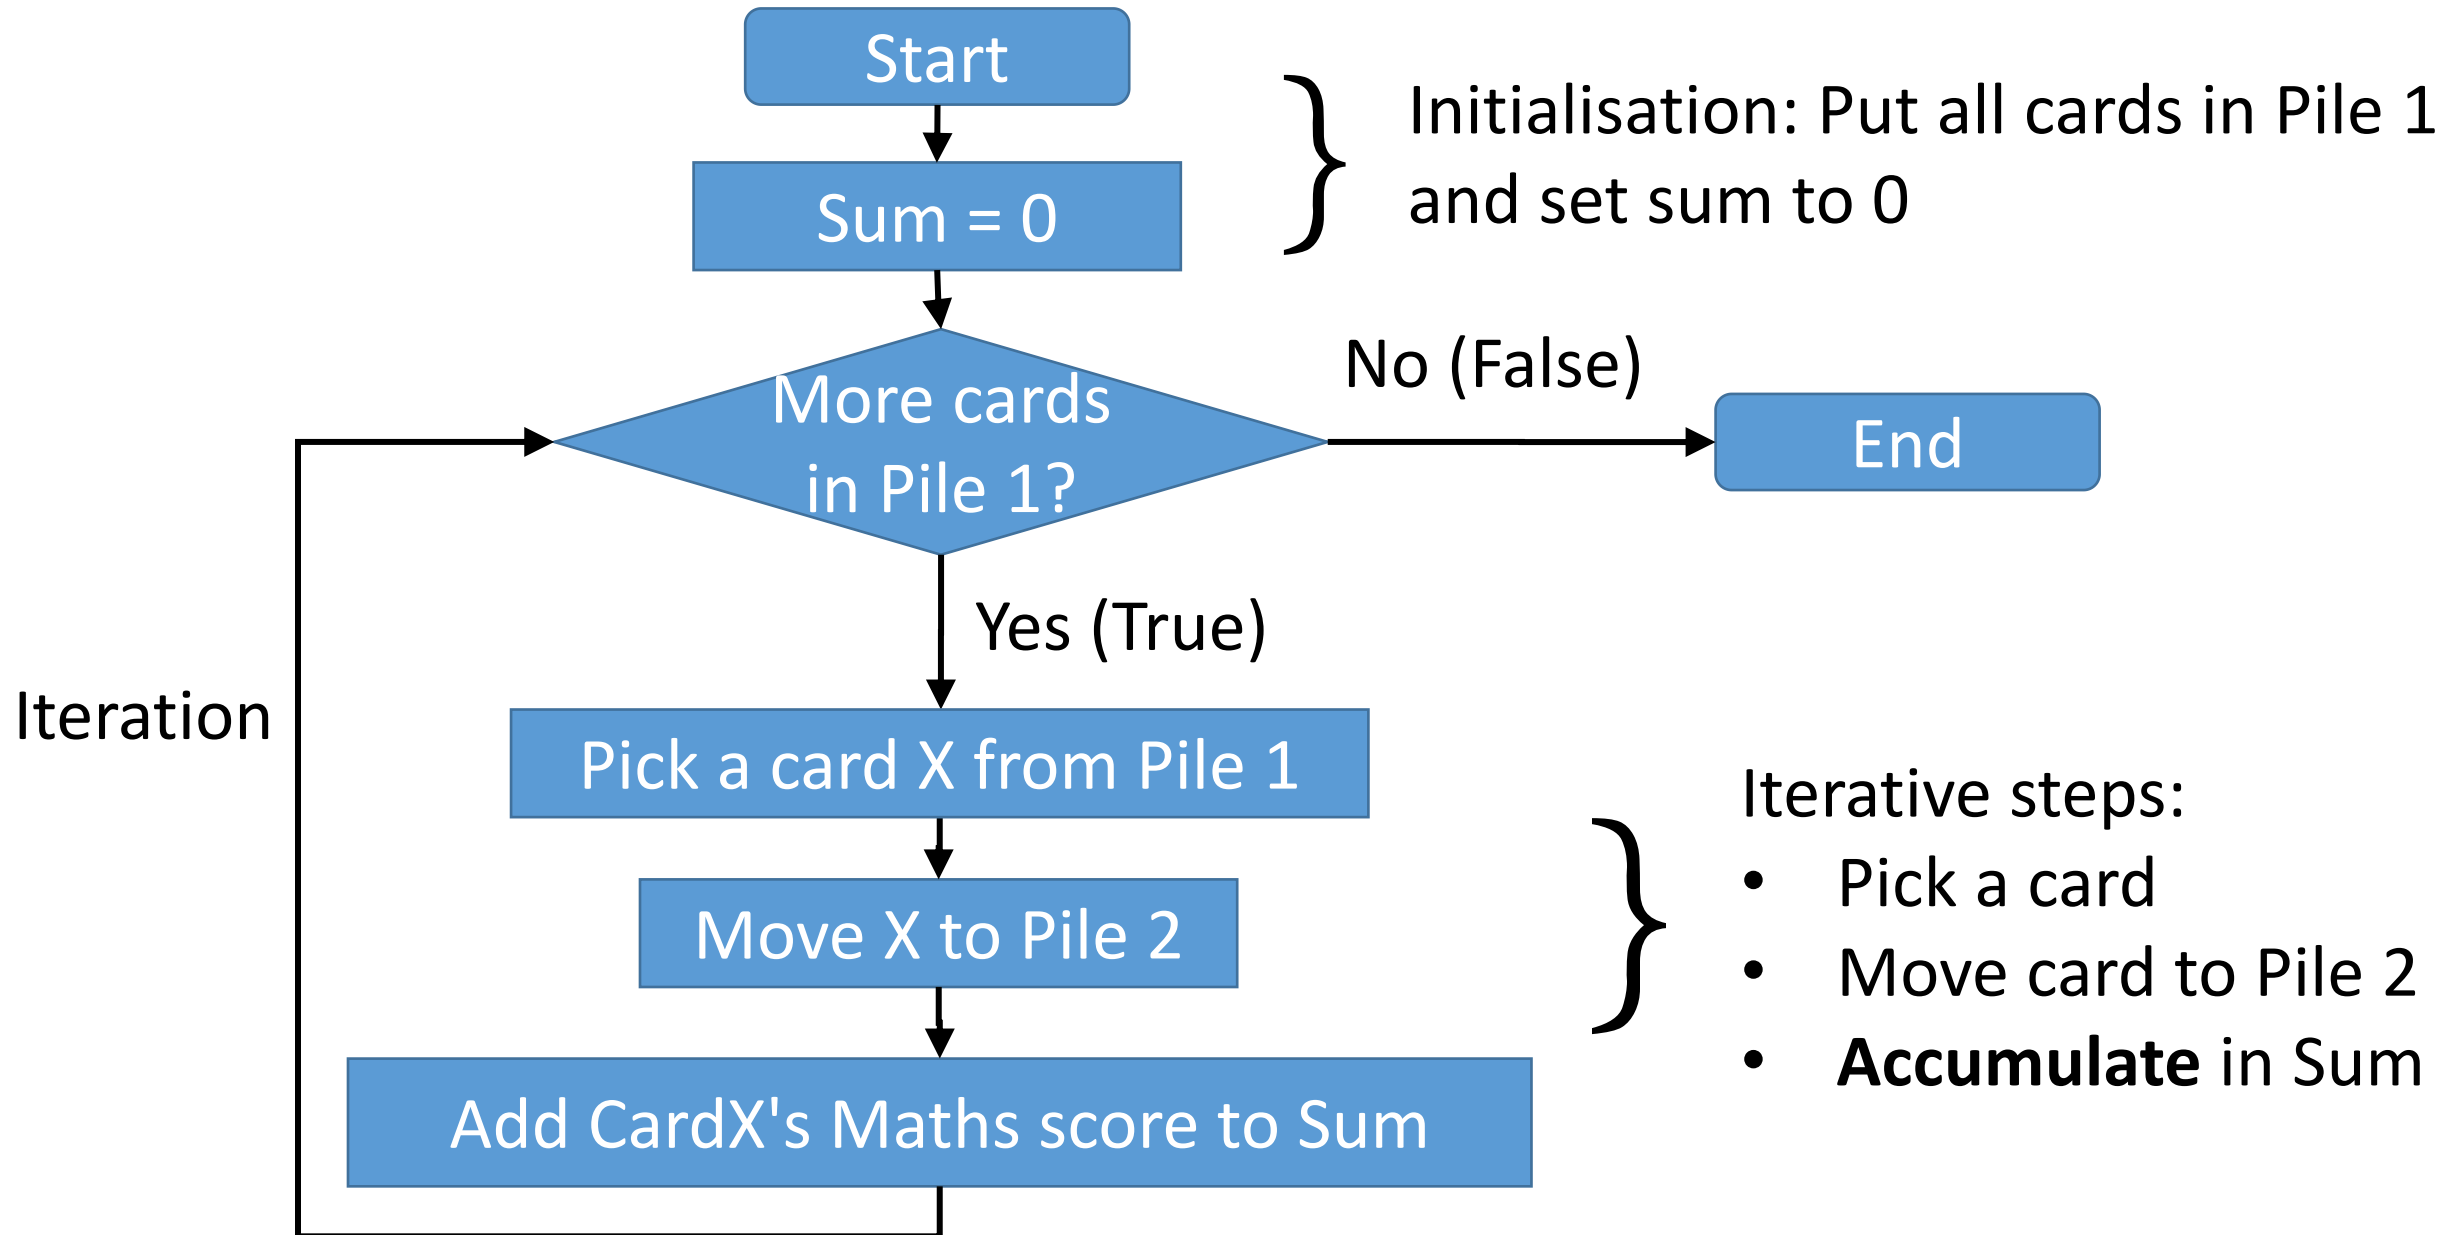 Start
Initialisation: Put all cards in Pile 1
and set sum to 0
Sum = 0
More cards
in Pile 1?
No (False)
End
Yes (True)
Iteration
Pick a card X from Pile 1
Move X to Pile 2
Add CardX's Maths score to Sum
Iterative steps:
• Pick a card
• Move card to Pile 2
• Accumulate in Sum